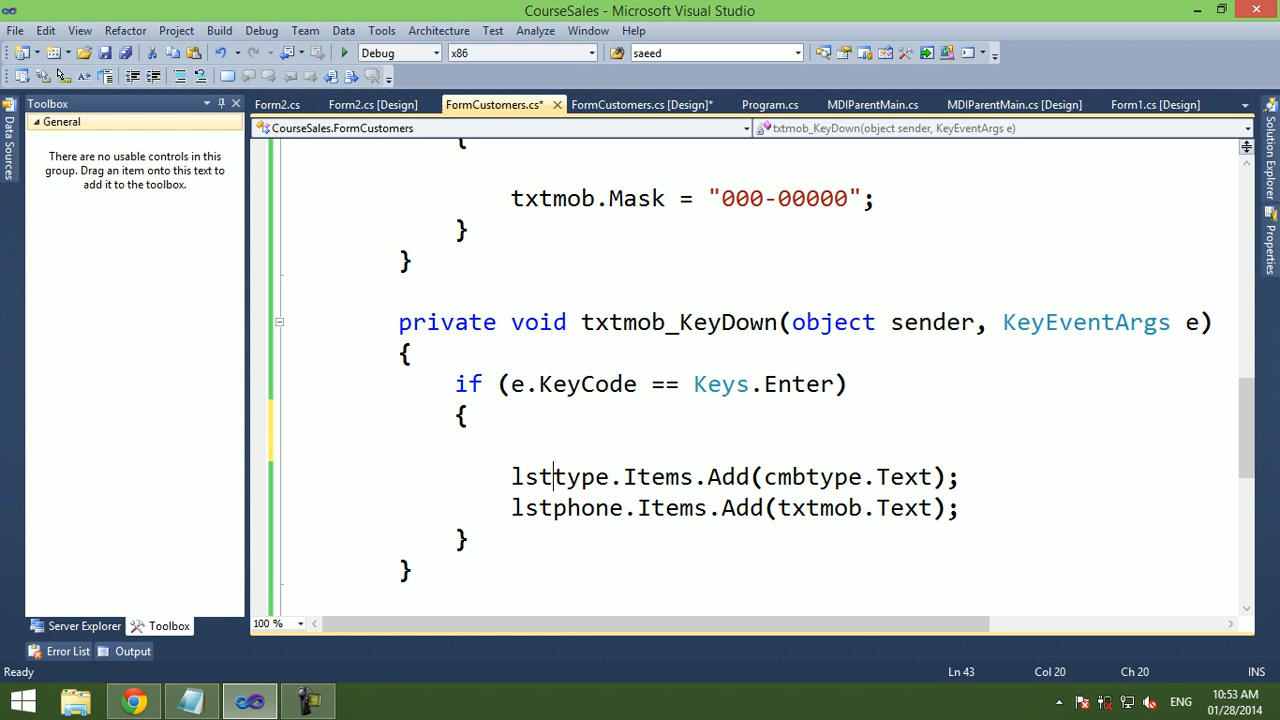 CourseSales - Microsoft Visual Studio
File Edit View Refactor Project Build Debug Team Data Tools Architecture Test Analyze Window Help
Debug x86 saeed
Toolbox
Form2.cs Form2.cs [Design] FormCustomers.cs* FormCustomers.cs [Design]* Program.cs MDIParentMain.cs MDIParentMain.cs [Design] Form1.cs [Design]
General
CourseSales.FormCustomers txtmob_KeyDown(object sender, KeyEventArgs e)
Data Sources
There are no usable controls in this
group. Drag an item onto this text to
add it to the toolbox.
Solution Explorer
Properties
{
txtmob.Mask = "000-00000";
}
}
private void txtmob_KeyDown(object sender, KeyEventArgs e)
{
if (e.KeyCode == Keys.Enter)
{
lsttype.Items.Add(cmbtype.Text);
lstphone.Items.Add(txtmob.Text);
}
}
100 %
Server Explorer Toolbox
Error List Output
Ready Ln 43 Col 20 Ch 20 INS
ENG
10:53 AM
01/28/2014